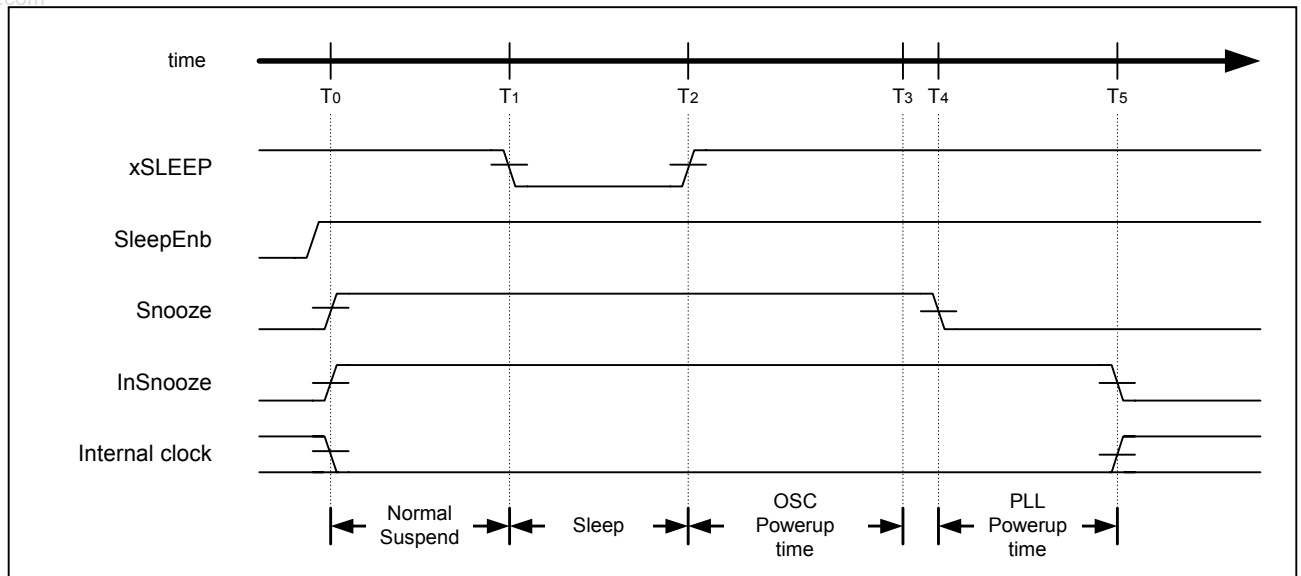 .com
time
T0 T1 T2 T3 T4 T5
xSLEEP
SleepEnb
Snooze
InSnooze
Internal clock
Normal
Suspend
Sleep
OSC
Powerup
time
PLL
Powerup
time